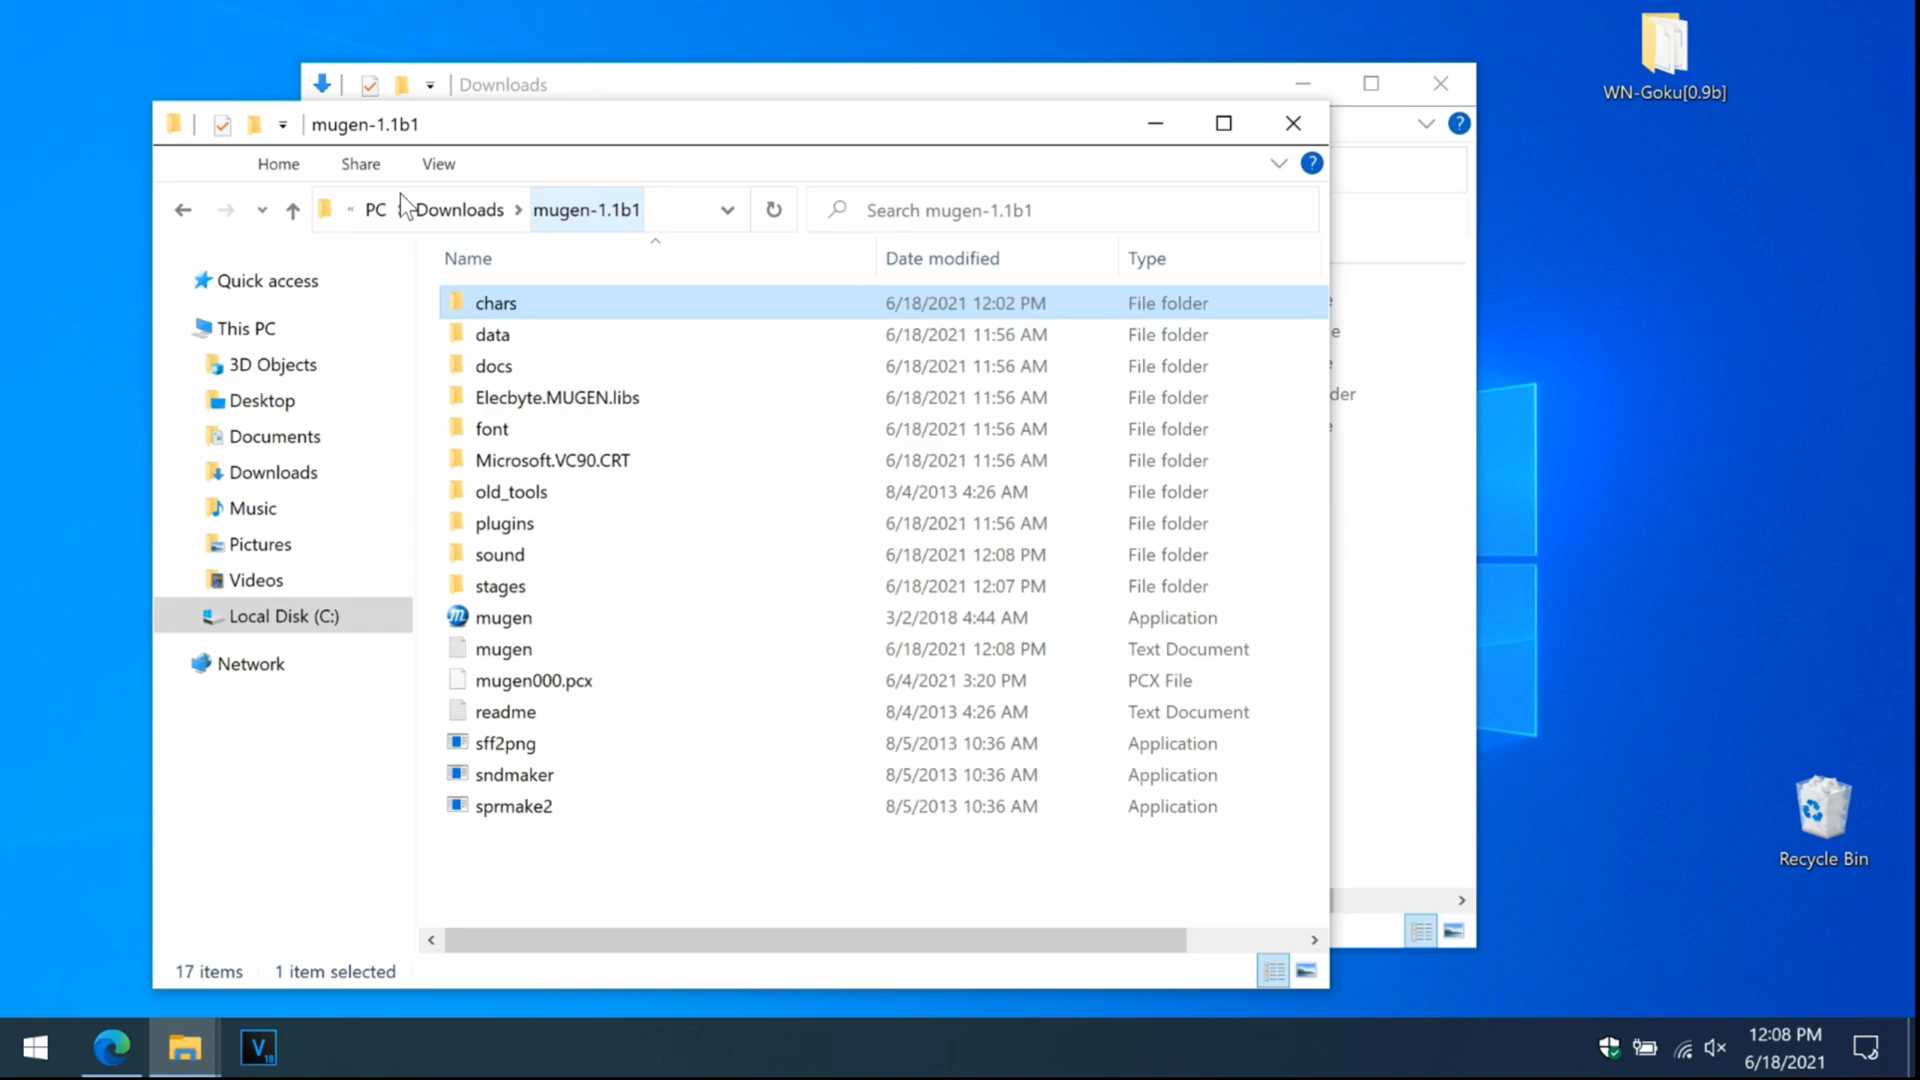 WN-Goku[0.9b]
Downloads
mugen-1.1b1
Home Share View
« PC › Downloads › mugen-1.1b1
Search mugen-1.1b1
Name Date modified Type
Quick access
This PC
3D Objects
Desktop
Documents
Downloads
Music
Pictures
Videos
Local Disk (C:)
Network
chars 6/18/2021 12:02 PM File folder
data 6/18/2021 11:56 AM File folder
docs 6/18/2021 11:56 AM File folder
Elecbyte.MUGEN.libs 6/18/2021 11:56 AM File folder
font 6/18/2021 11:56 AM File folder
Microsoft.VC90.CRT 6/18/2021 11:56 AM File folder
old_tools 8/4/2013 4:26 AM File folder
plugins 6/18/2021 11:56 AM File folder
sound 6/18/2021 12:08 PM File folder
stages 6/18/2021 12:07 PM File folder
mugen 3/2/2018 4:44 AM Application
mugen 6/18/2021 12:08 PM Text Document
mugen000.pcx 6/4/2021 3:20 PM PCX File
readme 8/4/2013 4:26 AM Text Document
sff2png 8/5/2013 10:36 AM Application
sndmaker 8/5/2013 10:36 AM Application
sprmake2 8/5/2013 10:36 AM Application
der
17 items 1 item selected
Recycle Bin
V 18
12:08 PM
6/18/2021